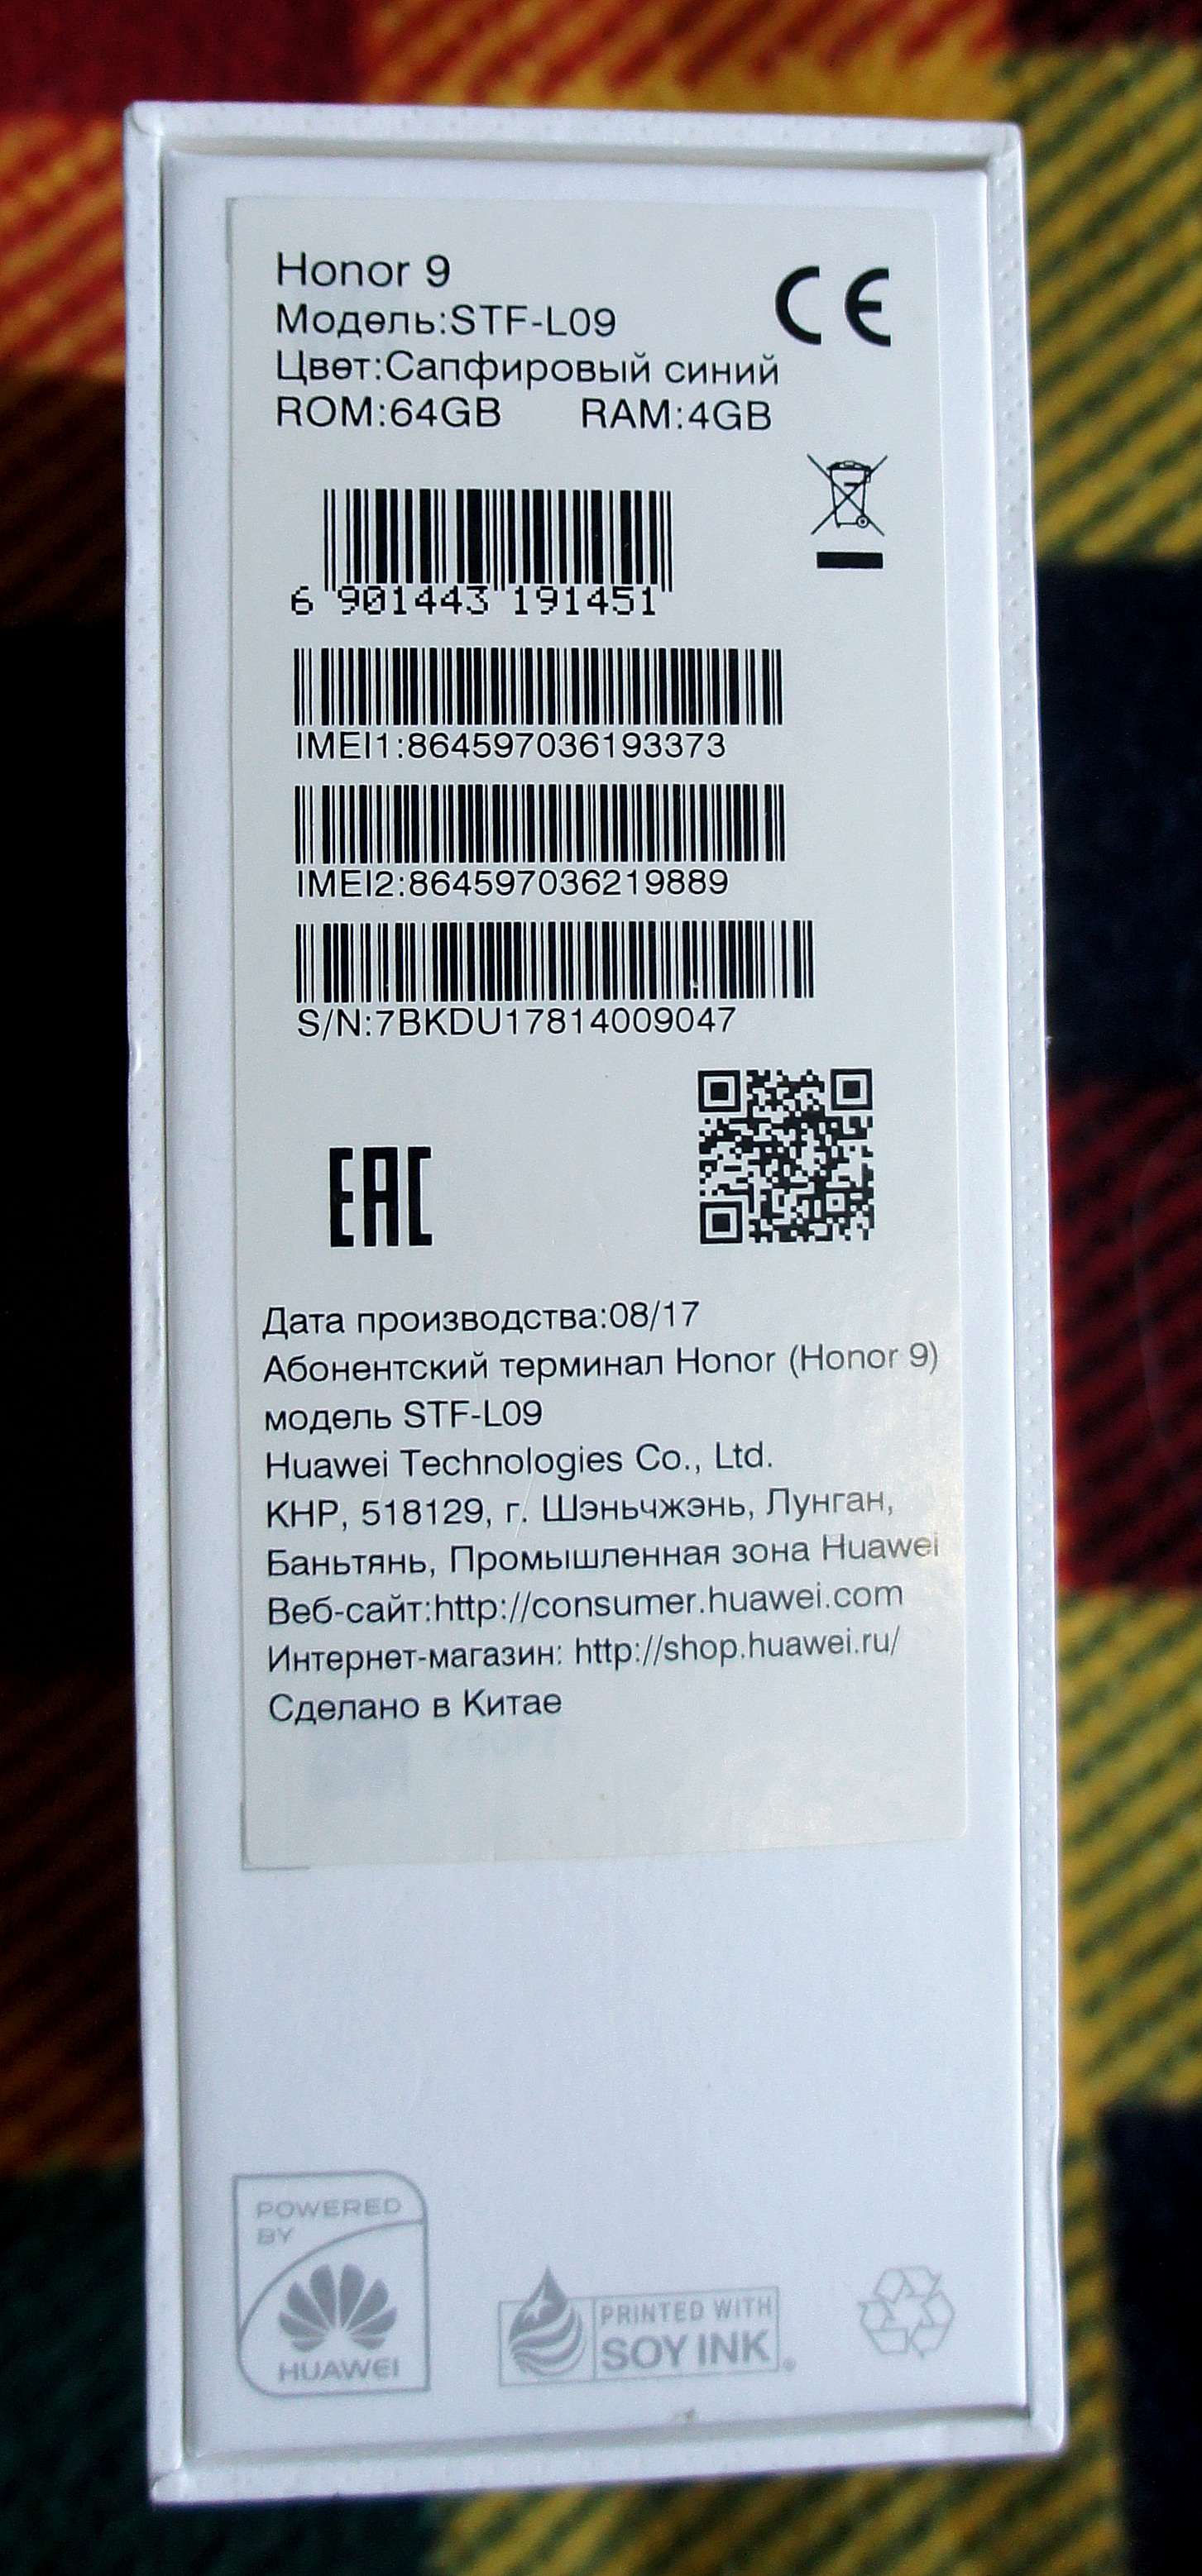 Honor 9
Модель:STF-L09
Цвет:Сапфировый синий
ROM:64GB RAM:4GB
CE
6 901443 191451
IMEI1:864597036193373
IMEI2:864597036219889
S/N:7BKDU17814009047
EAC
Дата производства:08/17
Абонентский терминал Honor (Honor 9)
модель STF-L09
Huawei Technologies Co., Ltd.
КНР, 518129, г. Шэньчжэнь, Лунган,
Баньтянь, Промышленная зона Huawei
Веб-сайт:http://consumer.huawei.com
Интернет-магазин: http://shop.huawei.ru/
Сделано в Китае
POWERED
BY
HUAWEI
PRINTED WITH
SOY INK